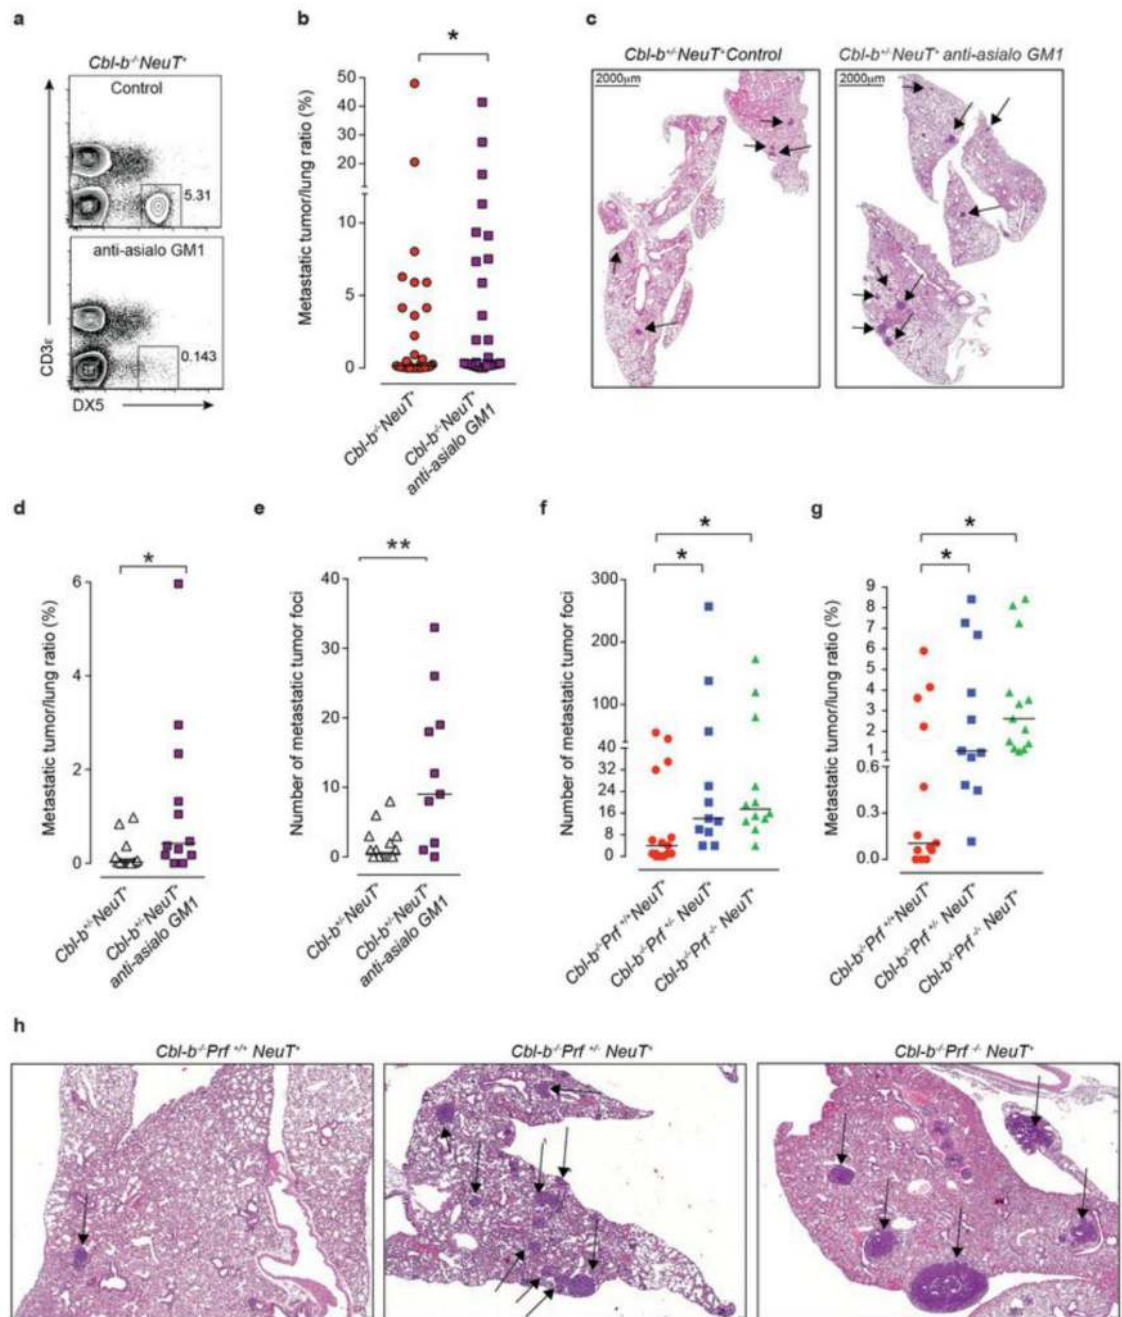 a
Cbl-b⁻/⁻NeuT⁺
Control
5.31
anti-asialo GM1
0.143
CD3ε
DX5
b
*
Metastatic tumor/lung ratio (%)
50
40
30
20
10
5
0
Cbl-b⁻/⁻NeuT⁺
Cbl-b⁻/⁻NeuT⁺
anti-asialo GM1
c
Cbl-b⁺/⁻NeuT⁺Control
2000µm
Cbl-b⁺/⁻NeuT⁺ anti-asialo GM1
2000µm
d
*
Metastatic tumor/lung ratio (%)
6
4
2
0
Cbl-b⁺/⁻NeuT⁺
Cbl-b⁺/⁻NeuT⁺
anti-asialo GM1
e
**
Number of metastatic tumor foci
40
30
20
10
0
Cbl-b⁺/⁻NeuT⁺
Cbl-b⁺/⁻NeuT⁺
anti-asialo GM1
f
*
*
Number of metastatic tumor foci
300
200
100
40
32
24
16
8
0
Cbl-b⁻/⁻Prf⁺/⁺NeuT⁺
Cbl-b⁻/⁻Prf⁺/⁻ NeuT⁺
Cbl-b⁻/⁻Prf⁻/⁻ NeuT⁺
g
*
*
Metastatic tumor/lung ratio (%)
9
8
7
6
5
4
3
2
1
0.6
0.3
0.0
Cbl-b⁻/⁻Prf⁺/⁺NeuT⁺
Cbl-b⁻/⁻Prf⁺/⁻ NeuT⁺
Cbl-b⁻/⁻Prf⁻/⁻ NeuT⁺
h
Cbl-b⁻/⁻Prf ⁺/⁺ NeuT⁺
Cbl-b⁻/⁻Prf ⁺/⁻ NeuT⁺
Cbl-b⁻/⁻Prf ⁻/⁻ NeuT⁺